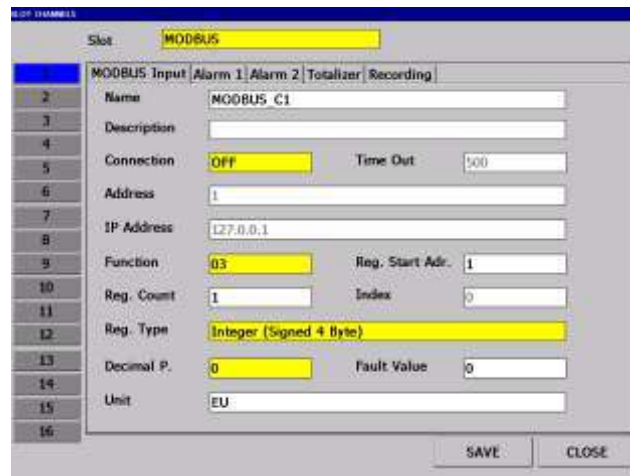 SLOT CHANNELS
Slot MODBUS
1 MODBUS Input Alarm 1 Alarm 2 Totalizer Recording
2 Name MODBUS_C1
3 Description
4
5 Connection OFF Time Out 500
6 Address 1
7 IP Address 127.0.0.1
8
9 Function 03 Reg. Start Adr. 1
10 Reg. Count 1 Index 0
11
12 Reg. Type Integer (Signed 4 Byte)
13 Decimal P. 0 Fault Value 0
14
15 Unit EU
16
SAVE CLOSE